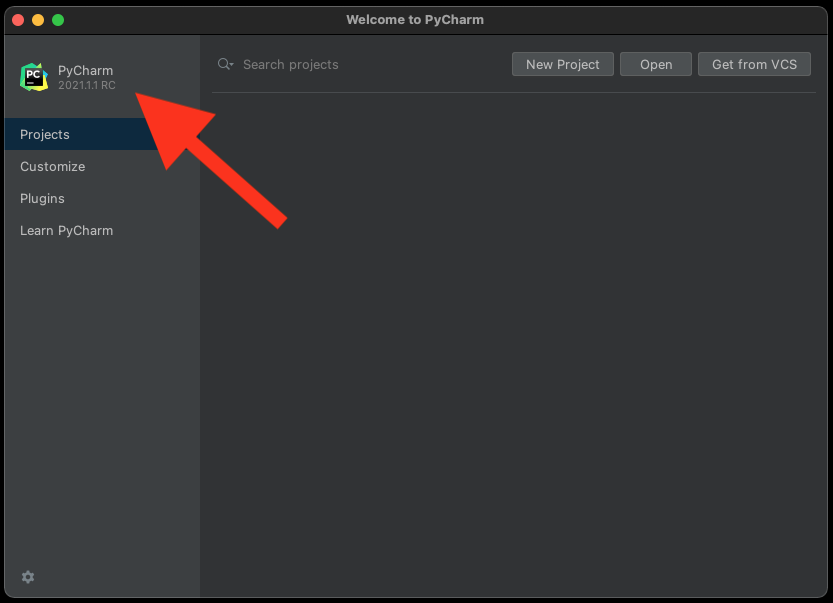 Welcome to PyCharm
PC
PyCharm
2021.1.1 RC
Search projects
New Project
Open
Get from VCS
Projects
Customize
Plugins
Learn PyCharm